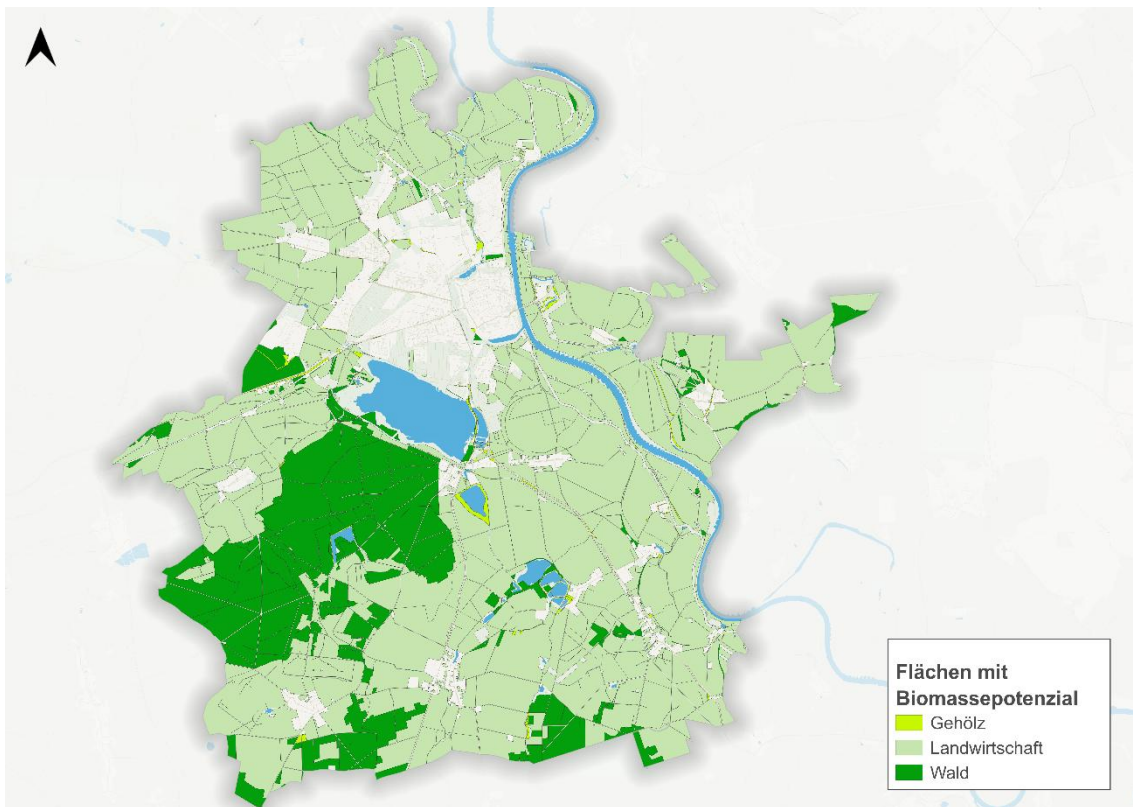 Flächen mit
Biomassepotenzial
Gehölz
Landwirtschaft
Wald